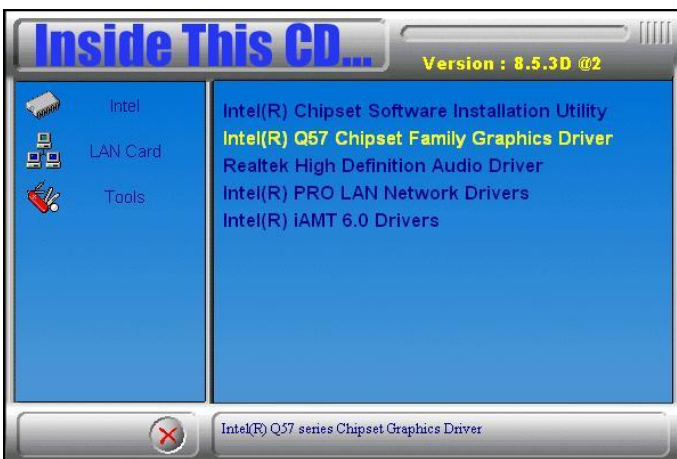 Inside This CD...
Version : 8.5.3D @2
Intel
LAN Card
Tools
Intel(R) Chipset Software Installation Utility
Intel(R) Q57 Chipset Family Graphics Driver
Realtek High Definition Audio Driver
Intel(R) PRO LAN Network Drivers
Intel(R) iAMT 6.0 Drivers
Intel(R) Q57 series Chipset Graphics Driver